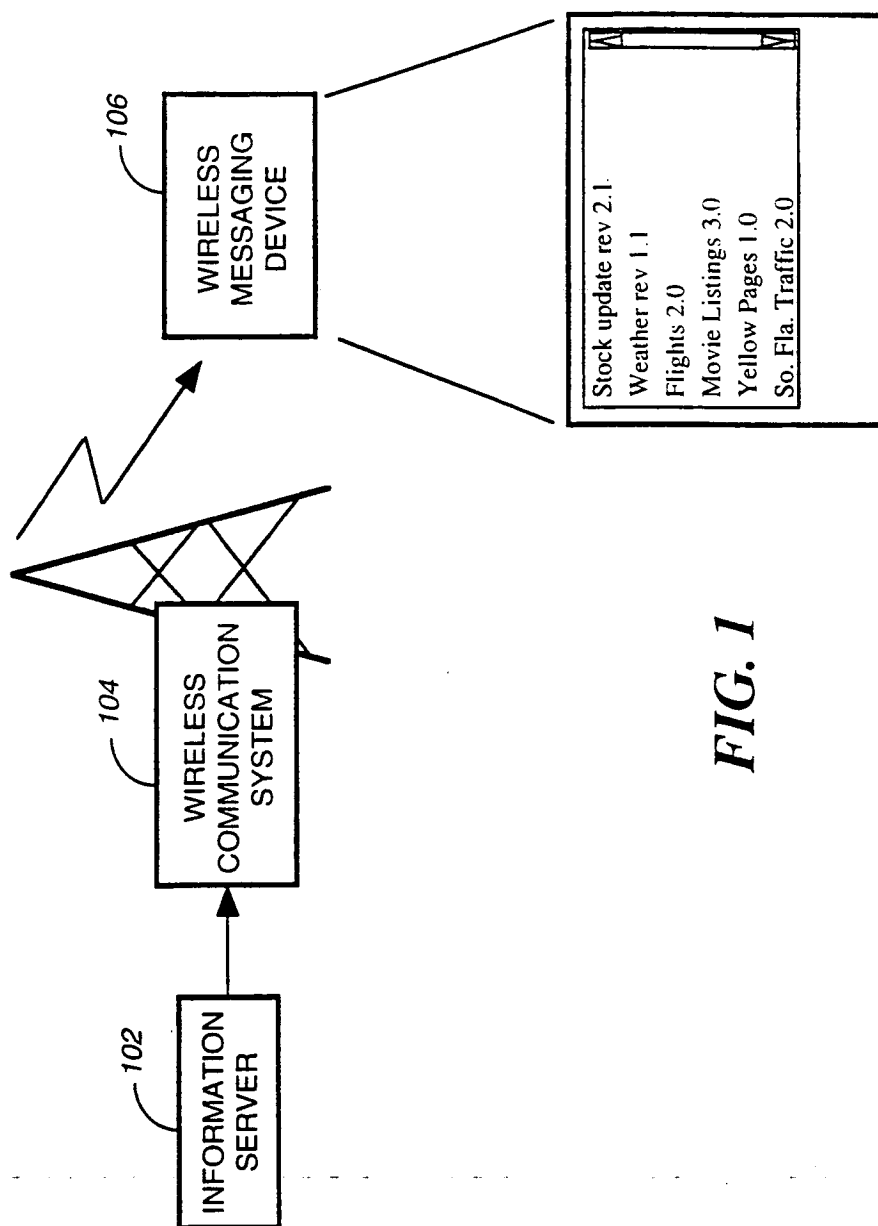 102
INFORMATION
SERVER
104
WIRELESS
COMMUNICATION
SYSTEM
106
WIRELESS
MESSAGING
DEVICE
Stock update rev 2.1
Weather rev 1.1
Flights 2.0
Movie Listings 3.0
Yellow Pages 1.0
So. Fla. Traffic 2.0
FIG. 1